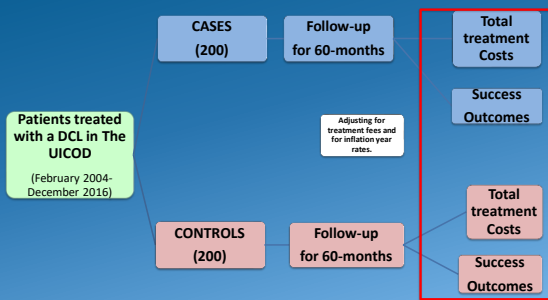 Patients treated
with a DCL in The
UICOD
(February 2004-
December 2016)
CASES
(200)
Follow-up
for 60-months
Total
treatment
Costs
Success
Outcomes
Adjusting for
treatment fees and
for inflation year
rates.
CONTROLS
(200)
Follow-up
for 60-months
Total
treatment
Costs
Success
Outcomes